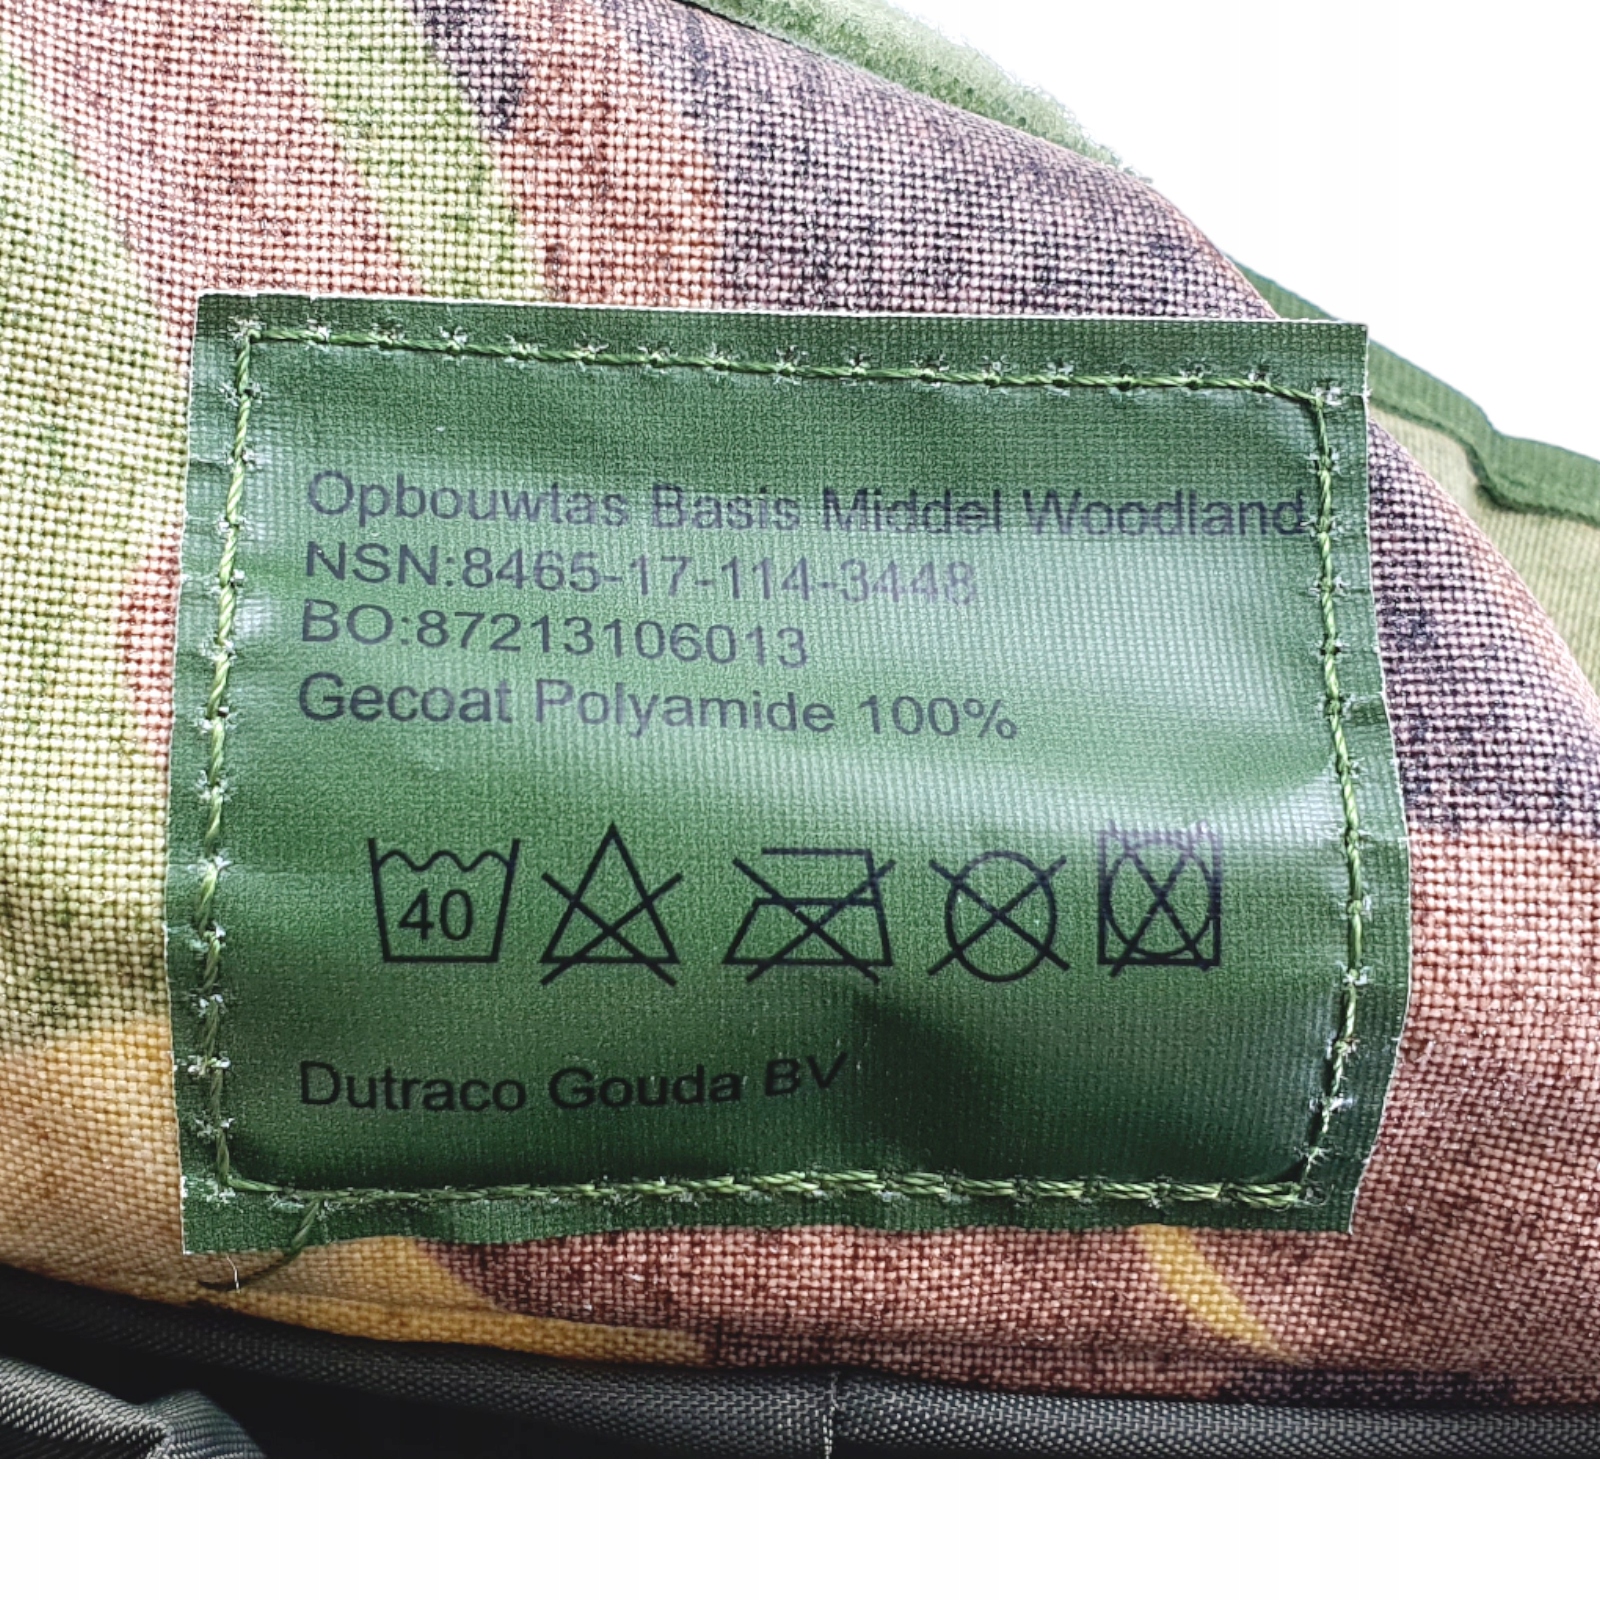 Opbouwtas Basis Middel Woodland
NSN:8465-17-114-3448
BO:87213106013
Gecoat Polyamide 100%
40
Dutraco Gouda BV